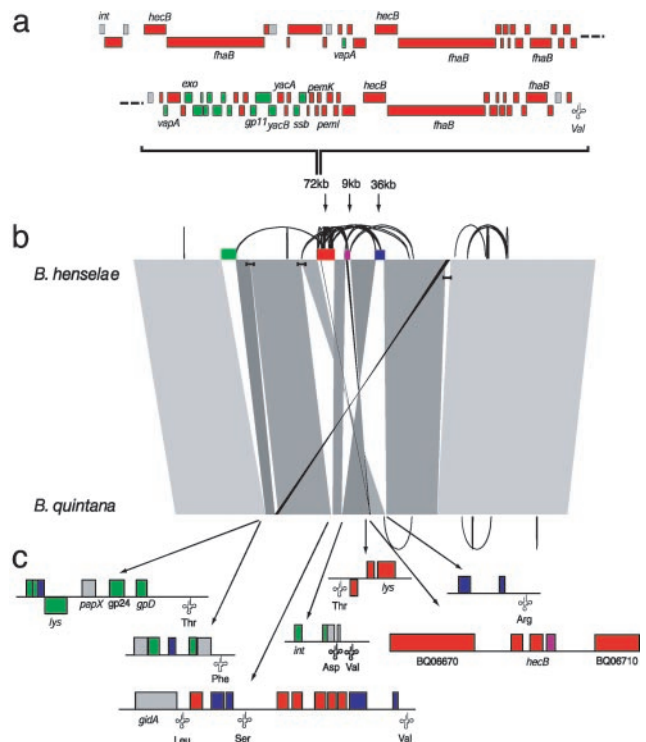 a
int hecB hecB
fhaB vapA fhaB fhaB
exo yacA pemK hecB fhaB
vapA gp11 yacB ssb pemI fhaB Val
72kb 9kb 36kb
b
B. henselae
B. quintana
c
papX gp24 gpD Thr
lys
Thr lys
Arg
Phe
int
Asp Val
BQ06670 hecB BQ06710
gidA
Leu Ser Val